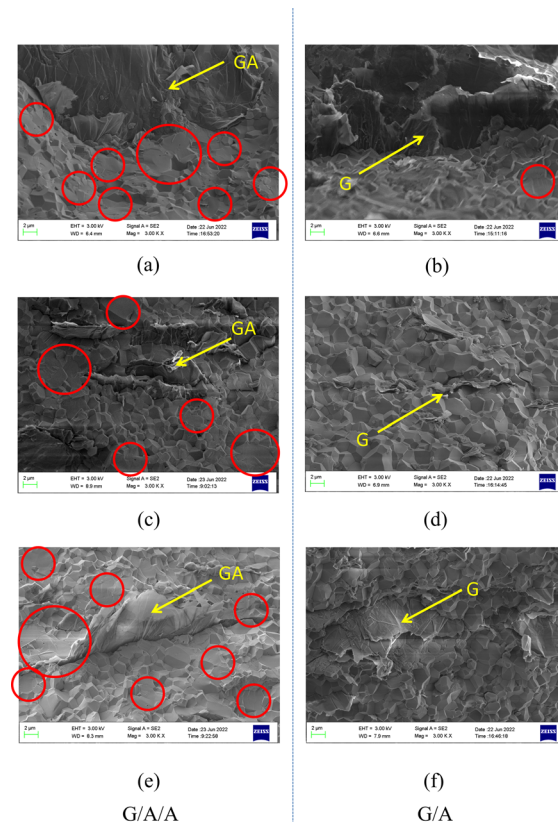 GA
G
2 µm
EHT = 3.00 kV
WD = 6.4 mm
Signal A = SE2
Mag = 3.00 K X
Date :22 Jun 2022
Time :16:53:20
ZEISS
2 µm
EHT = 3.00 kV
WD = 6.6 mm
Signal A = SE2
Mag = 3.00 K X
Date :22 Jun 2022
Time :15:11:16
ZEISS
(a)
(b)
GA
G
2 µm
EHT = 3.00 kV
WD = 8.9 mm
Signal A = SE2
Mag = 3.00 K X
Date :23 Jun 2022
Time :9:02:13
ZEISS
2 µm
EHT = 3.00 kV
WD = 6.9 mm
Signal A = SE2
Mag = 3.00 K X
Date :22 Jun 2022
Time :16:14:45
ZEISS
(c)
(d)
GA
G
2 µm
EHT = 3.00 kV
WD = 8.3 mm
Signal A = SE2
Mag = 3.00 K X
Date :23 Jun 2022
Time :9:22:58
ZEISS
2 µm
EHT = 3.00 kV
WD = 7.9 mm
Signal A = SE2
Mag = 3.00 K X
Date :22 Jun 2022
Time :16:46:18
ZEISS
(e)
(f)
G/A/A
G/A